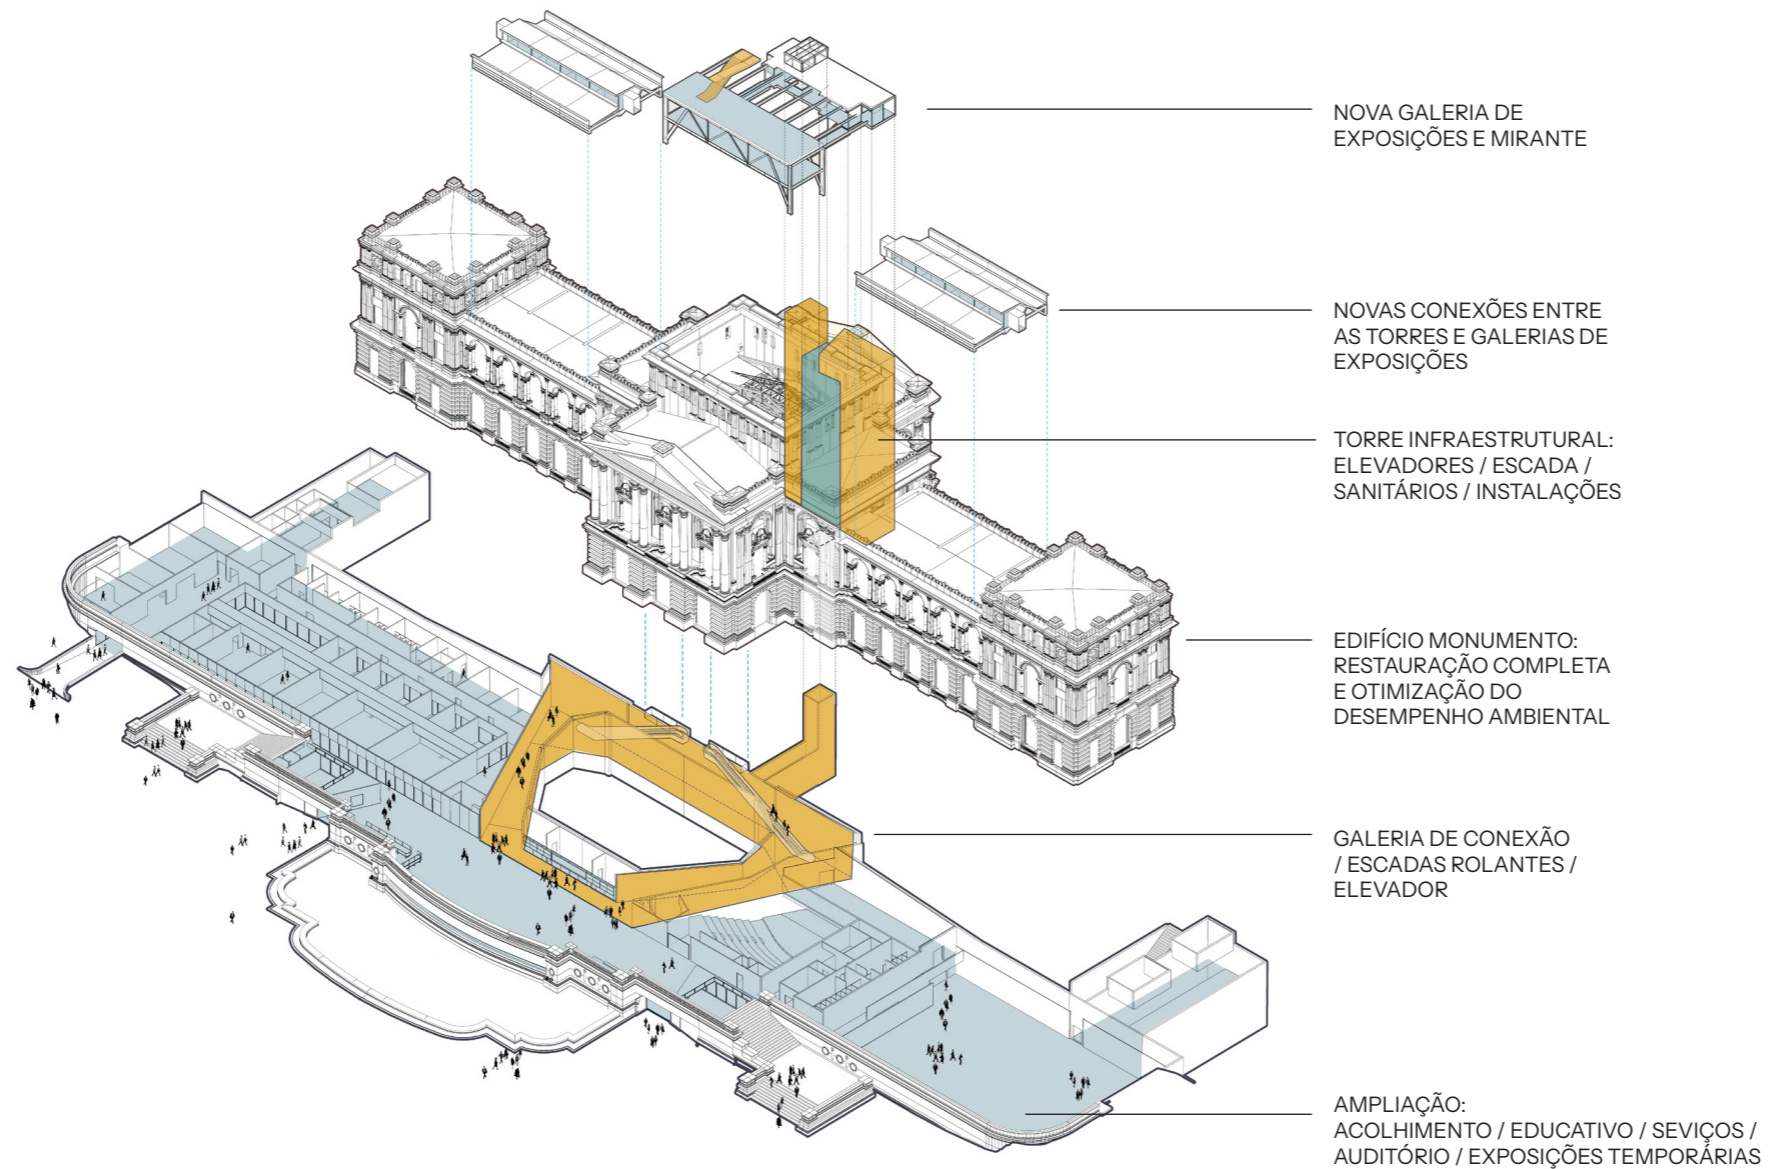 NOVA GALERIA DE
EXPOSIÇÕES E MIRANTE
NOVAS CONEXÕES ENTRE
AS TORRES E GALERIAS DE
EXPOSIÇÕES
TORRE INFRAESTRUTURAL:
ELEVADORES / ESCADA /
SANITÁRIOS / INSTALAÇÕES
EDIFÍCIO MONUMENTO:
RESTAURAÇÃO COMPLETA
E OTIMIZAÇÃO DO
DESEMPENHO AMBIENTAL
GALERIA DE CONEXÃO
/ ESCADAS ROLANTES /
ELEVADOR
AMPLIAÇÃO:
ACOLHIMENTO / EDUCATIVO / SEVIÇOS /
AUDITÓRIO / EXPOSIÇÕES TEMPORÁRIAS